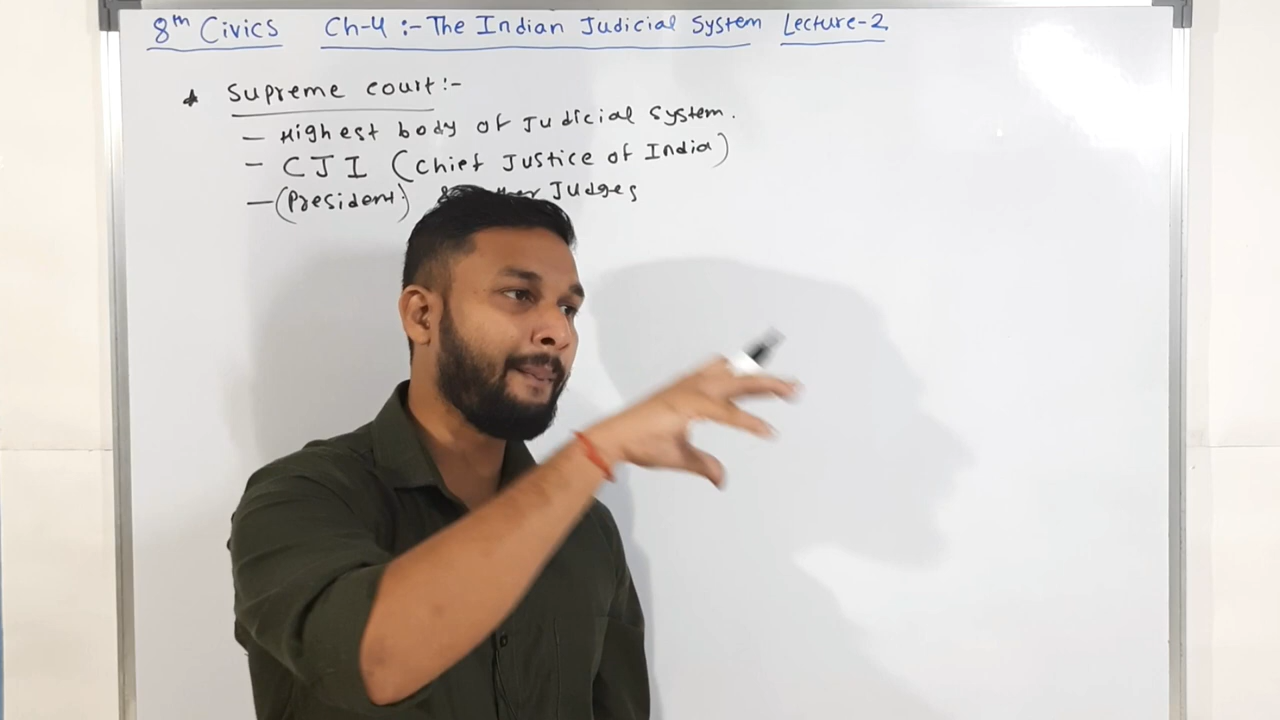 8th Civics Ch-4 :- The Indian Judicial System Lecture-2
* Supreme court:-
- Highest body of Judicial System.
- CJI (Chief Justice of India)
- (President) & Judges